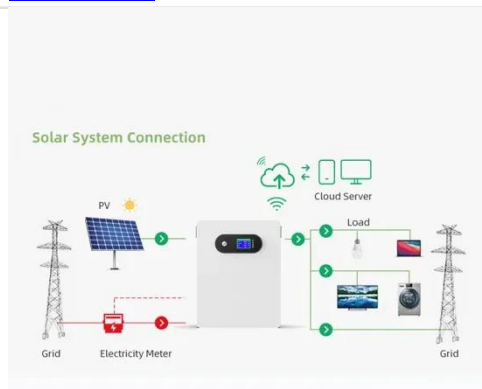 Solar System Connection
Cloud Server
PV
Load
Grid
Electricity Meter
Grid